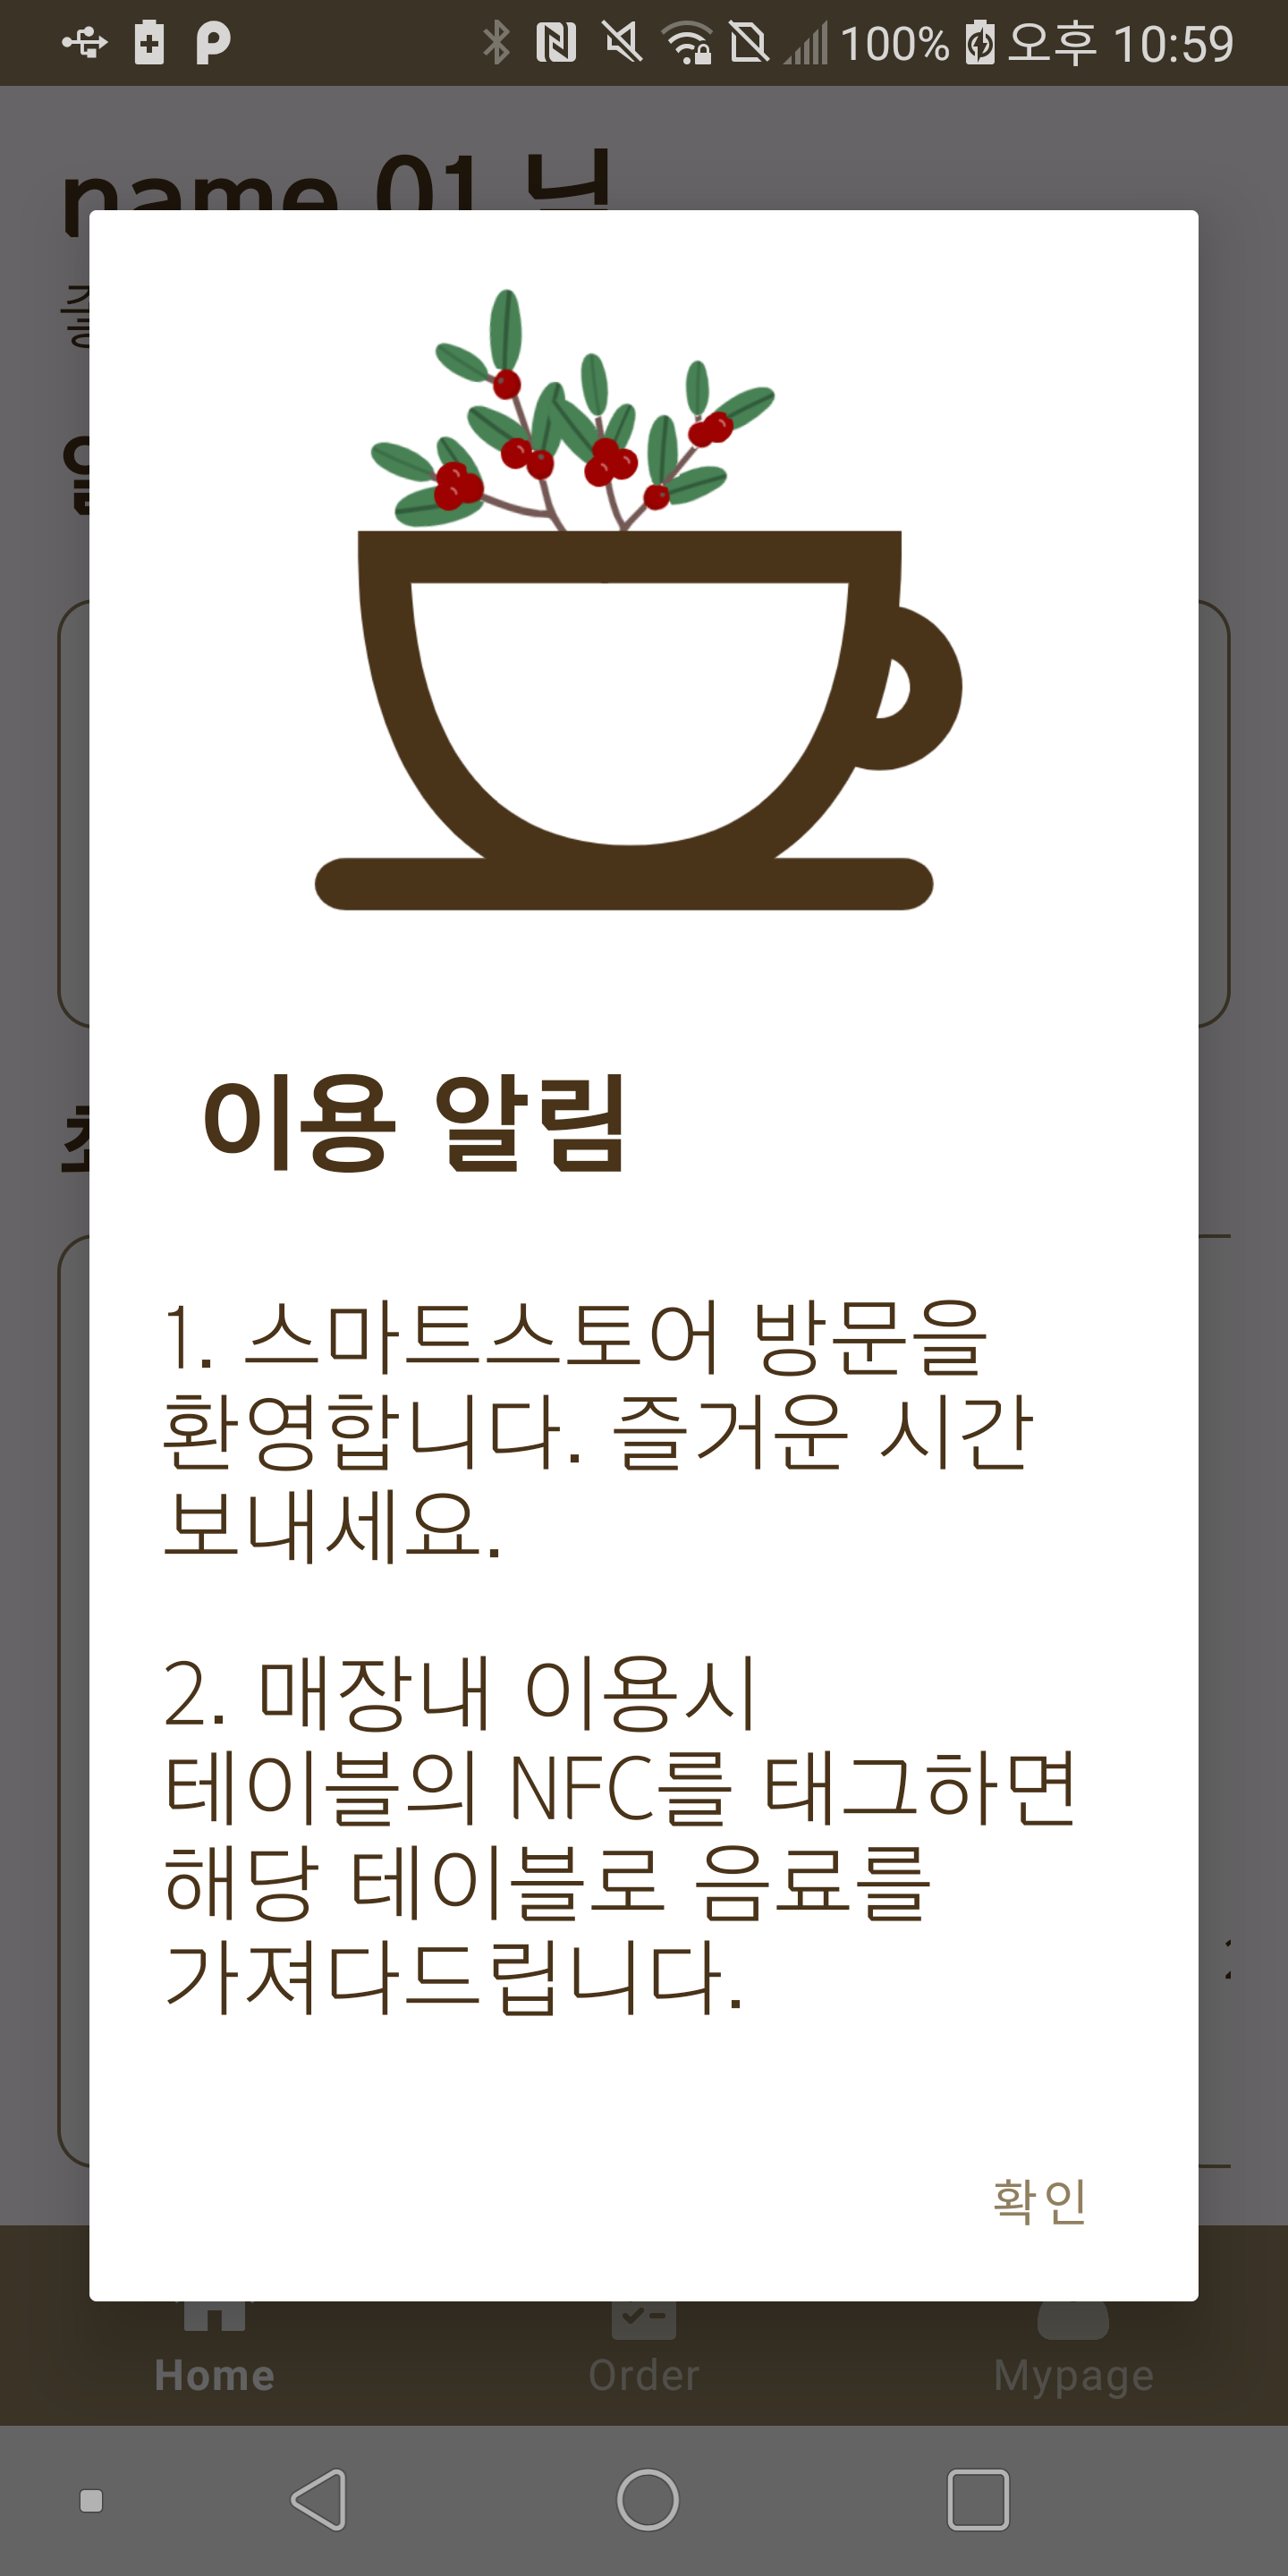 100% 오후 10:59
name 01 님
이용 알림
1. 스마트스토어 방문을
환영합니다. 즐거운 시간
보내세요.
2. 매장내 이용시
테이블의 NFC를 태그하면
해당 테이블로 음료를
가져다드립니다.
확인
Home Order Mypage